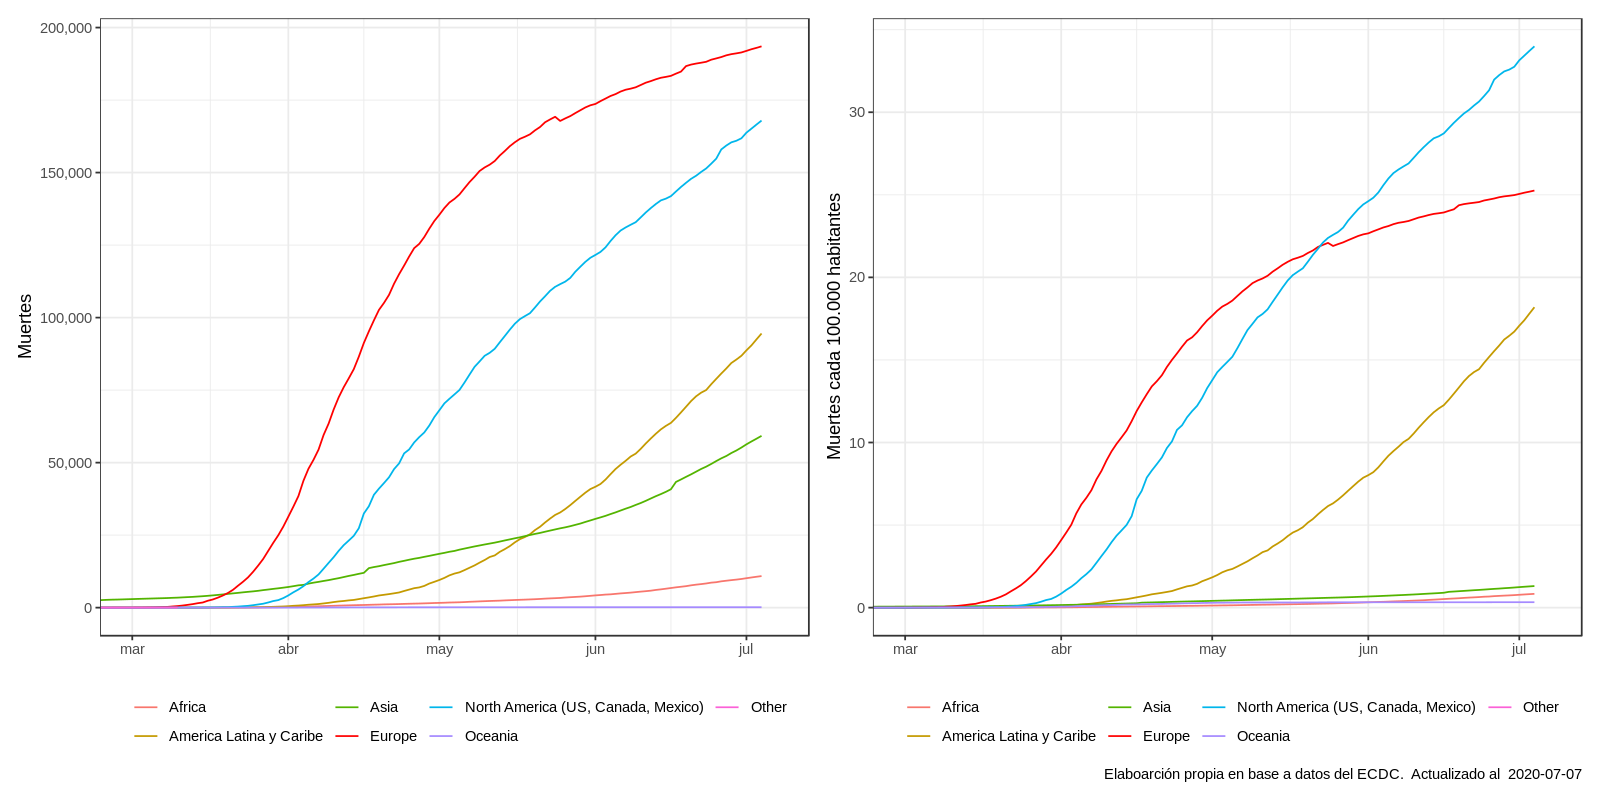 200,000
150,000
100,000
50,000
0
Muertes
mar abr may jun jul
Africa Asia North America (US, Canada, Mexico) Other
America Latina y Caribe Europe Oceania
30
20
10
0
Muertes cada 100.000 habitantes
mar abr may jun jul
Africa Asia North America (US, Canada, Mexico) Other
America Latina y Caribe Europe Oceania
Elaboarción propia en base a datos del ECDC. Actualizado al 2020-07-07